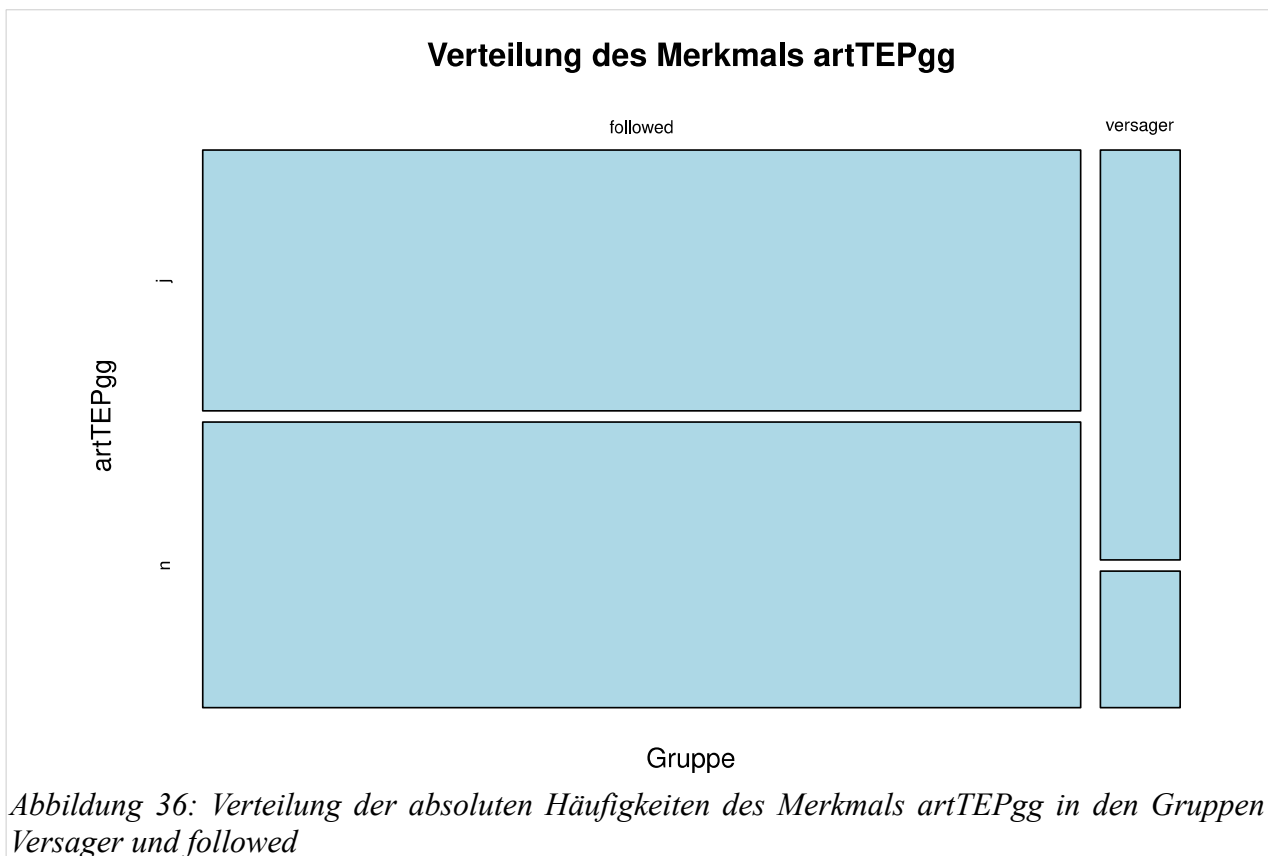 Verteilung des Merkmals artTEPgg
followed
versager
j
artTEPgg
n
Gruppe
Abbildung 36: Verteilung der absoluten Häufigkeiten des Merkmals artTEPgg in den Gruppen
Versager und followed